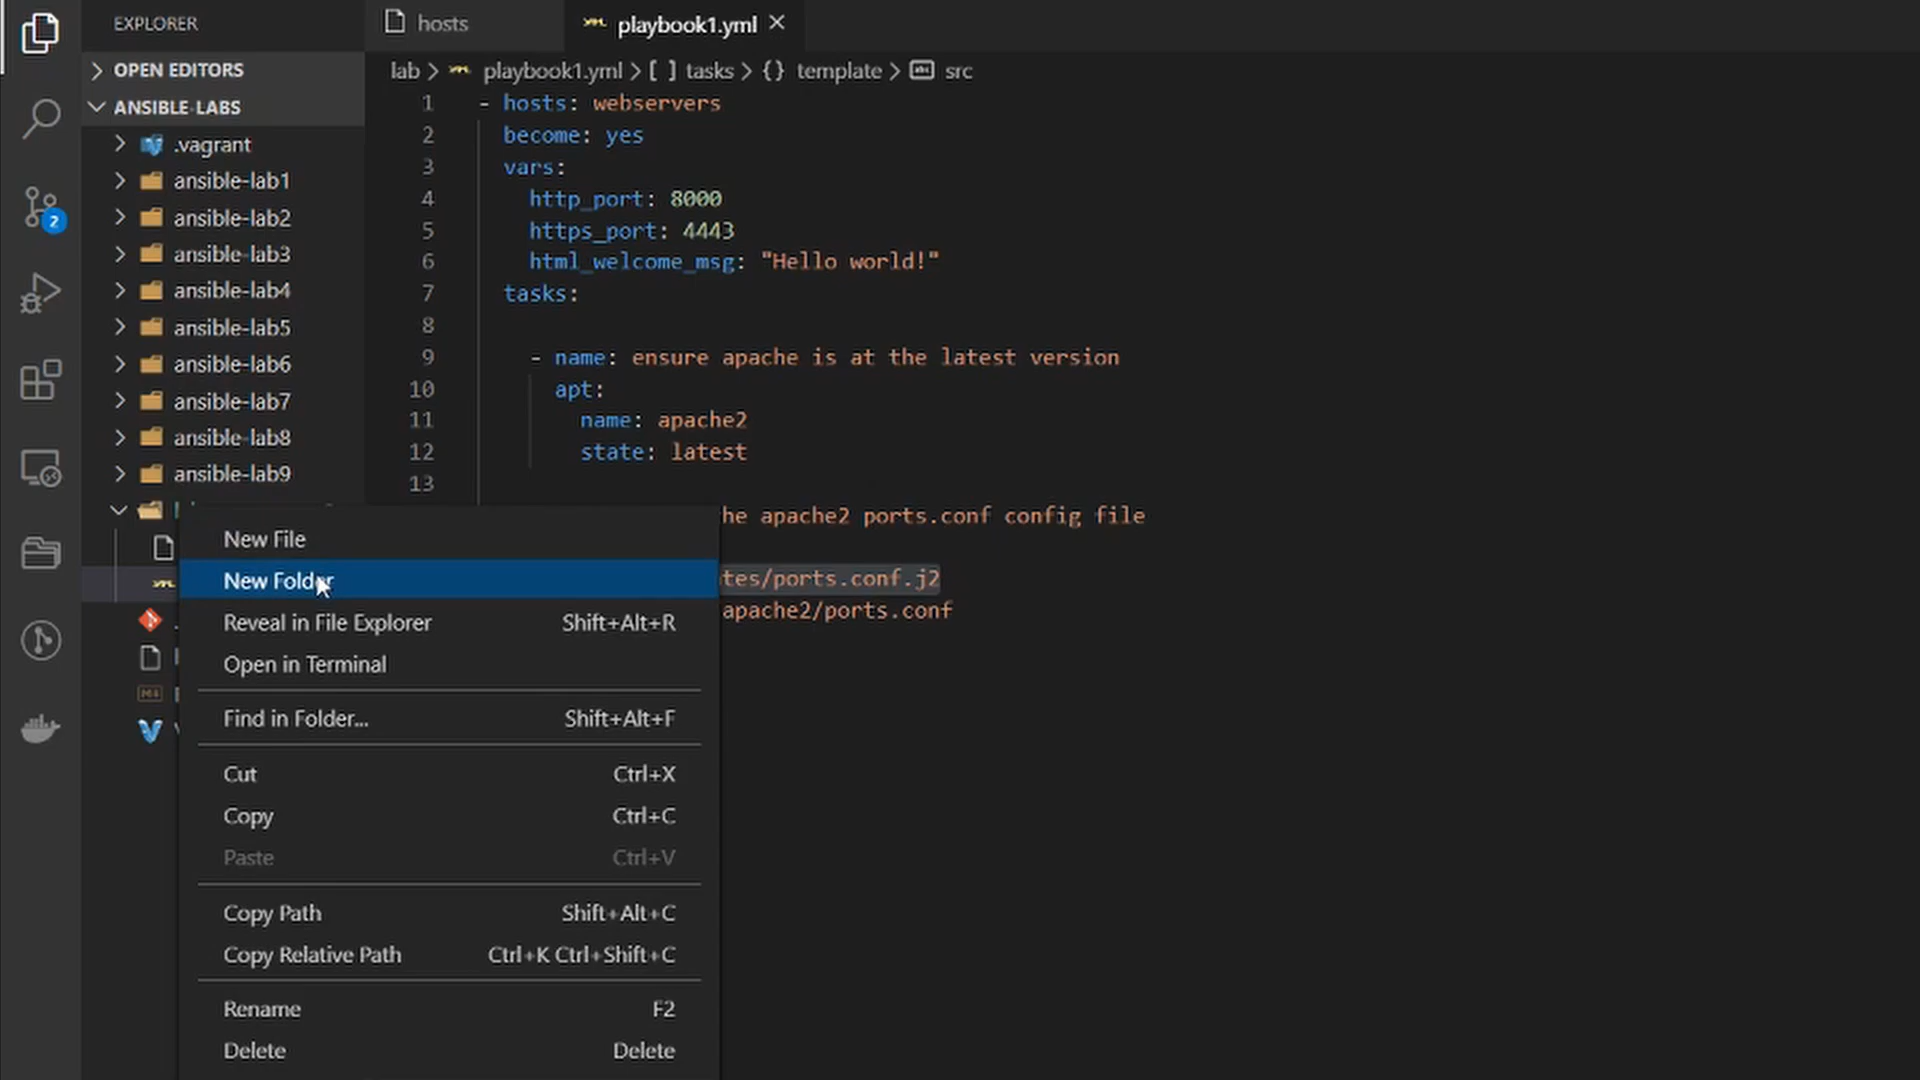 EXPLORER
OPEN EDITORS
ANSIBLE-LABS
.vagrant
ansible-lab1
ansible-lab2
ansible-lab3
ansible-lab4
ansible-lab5
ansible-lab6
ansible-lab7
ansible-lab8
ansible-lab9
2
hosts
playbook1.yml
lab > playbook1.yml > [ ] tasks > {} template > src
1 - hosts: webservers
2 become: yes
3 vars:
4 http_port: 8000
5 https_port: 4443
6 html_welcome_msg: "Hello world!"
7 tasks:
8
9 - name: ensure apache is at the latest version
10 apt:
11 name: apache2
12 state: latest
13
he apache2 ports.conf config file
tes/ports.conf.j2
apache2/ports.conf
New File
New Folder
Reveal in File Explorer Shift+Alt+R
Open in Terminal
Find in Folder... Shift+Alt+F
Cut Ctrl+X
Copy Ctrl+C
Paste Ctrl+V
Copy Path Shift+Alt+C
Copy Relative Path Ctrl+K Ctrl+Shift+C
Rename F2
Delete Delete